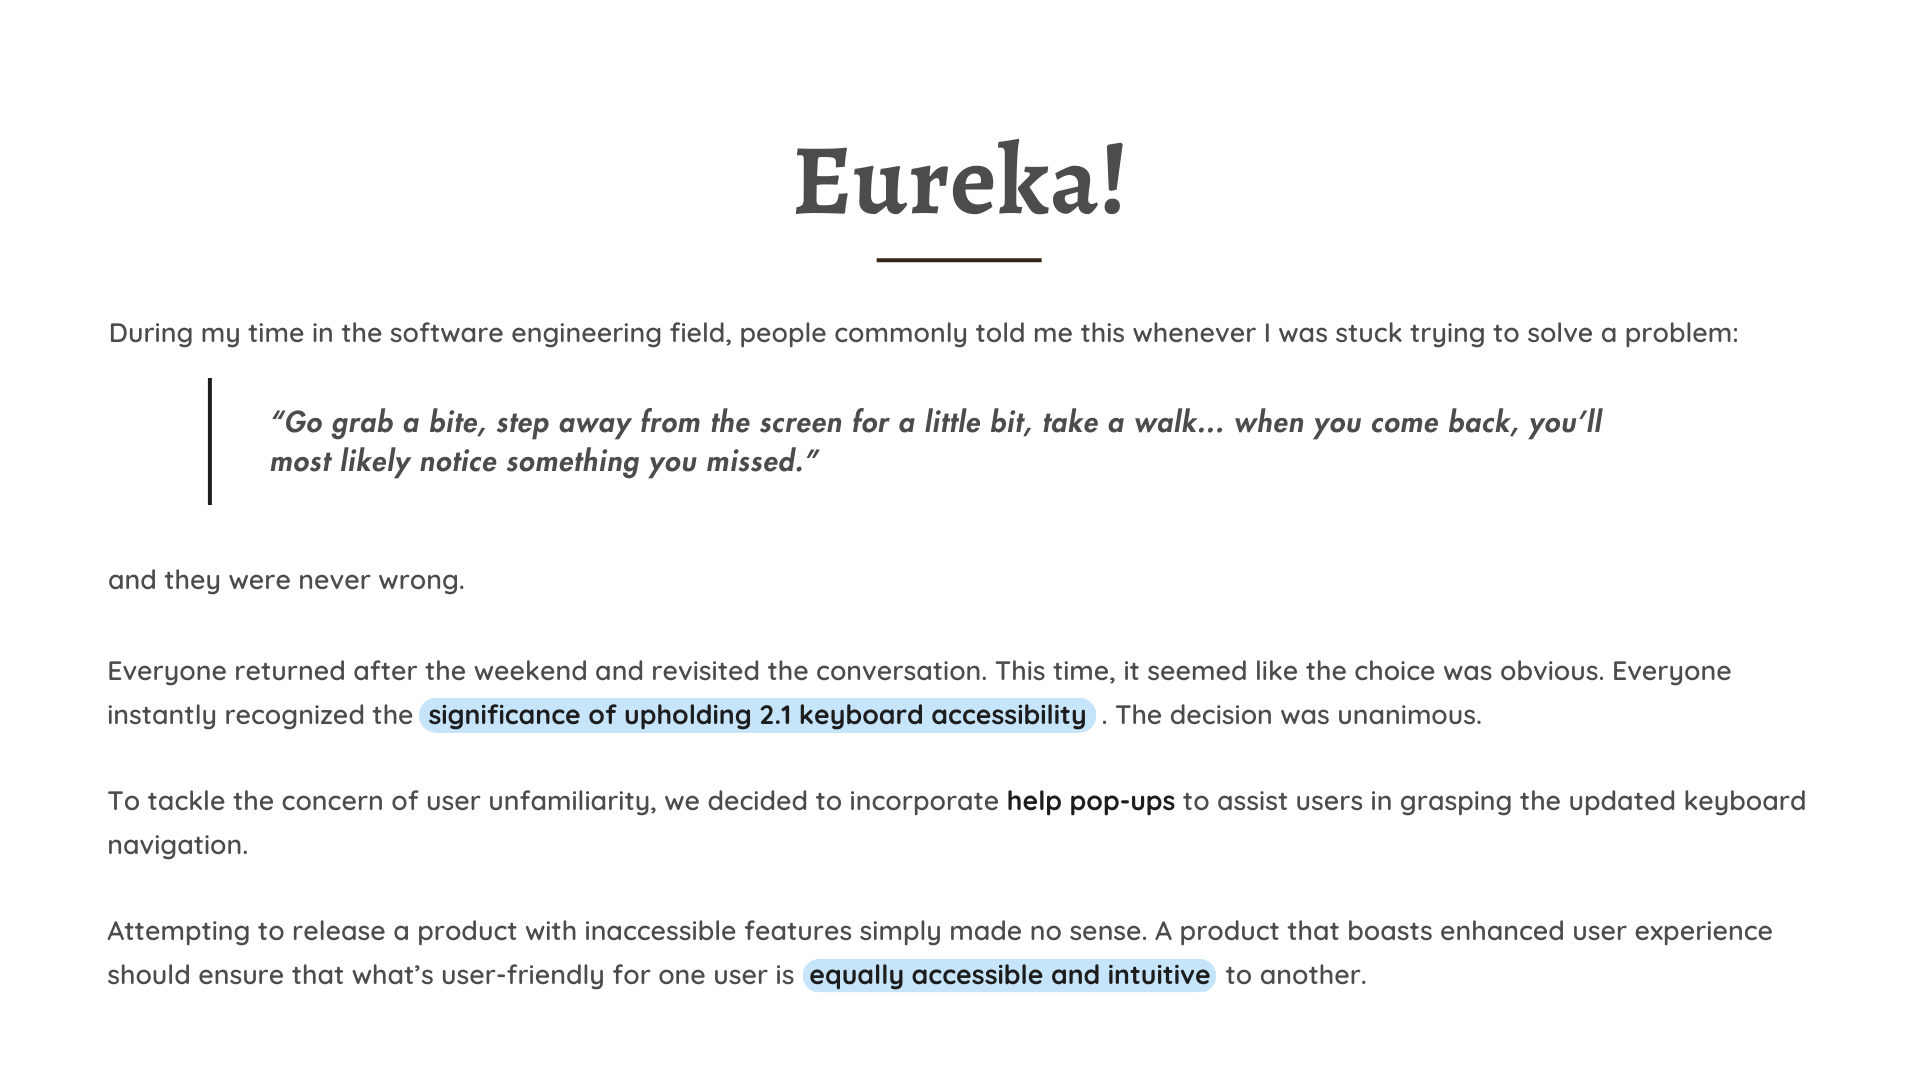 Eureka!
During my time in the software engineering field, people commonly told me this whenever I was stuck trying to solve a problem:
“Go grab a bite, step away from the screen for a little bit, take a walk... when you come back, you’ll
most likely notice something you missed.”
and they were never wrong.
Everyone returned after the weekend and revisited the conversation. This time, it seemed like the choice was obvious. Everyone
instantly recognized the significance of upholding 2.1 keyboard accessibility . The decision was unanimous.
To tackle the concern of user unfamiliarity, we decided to incorporate help pop-ups to assist users in grasping the updated keyboard
navigation.
Attempting to release a product with inaccessible features simply made no sense. A product that boasts enhanced user experience
should ensure that what’s user-friendly for one user is equally accessible and intuitive to another.